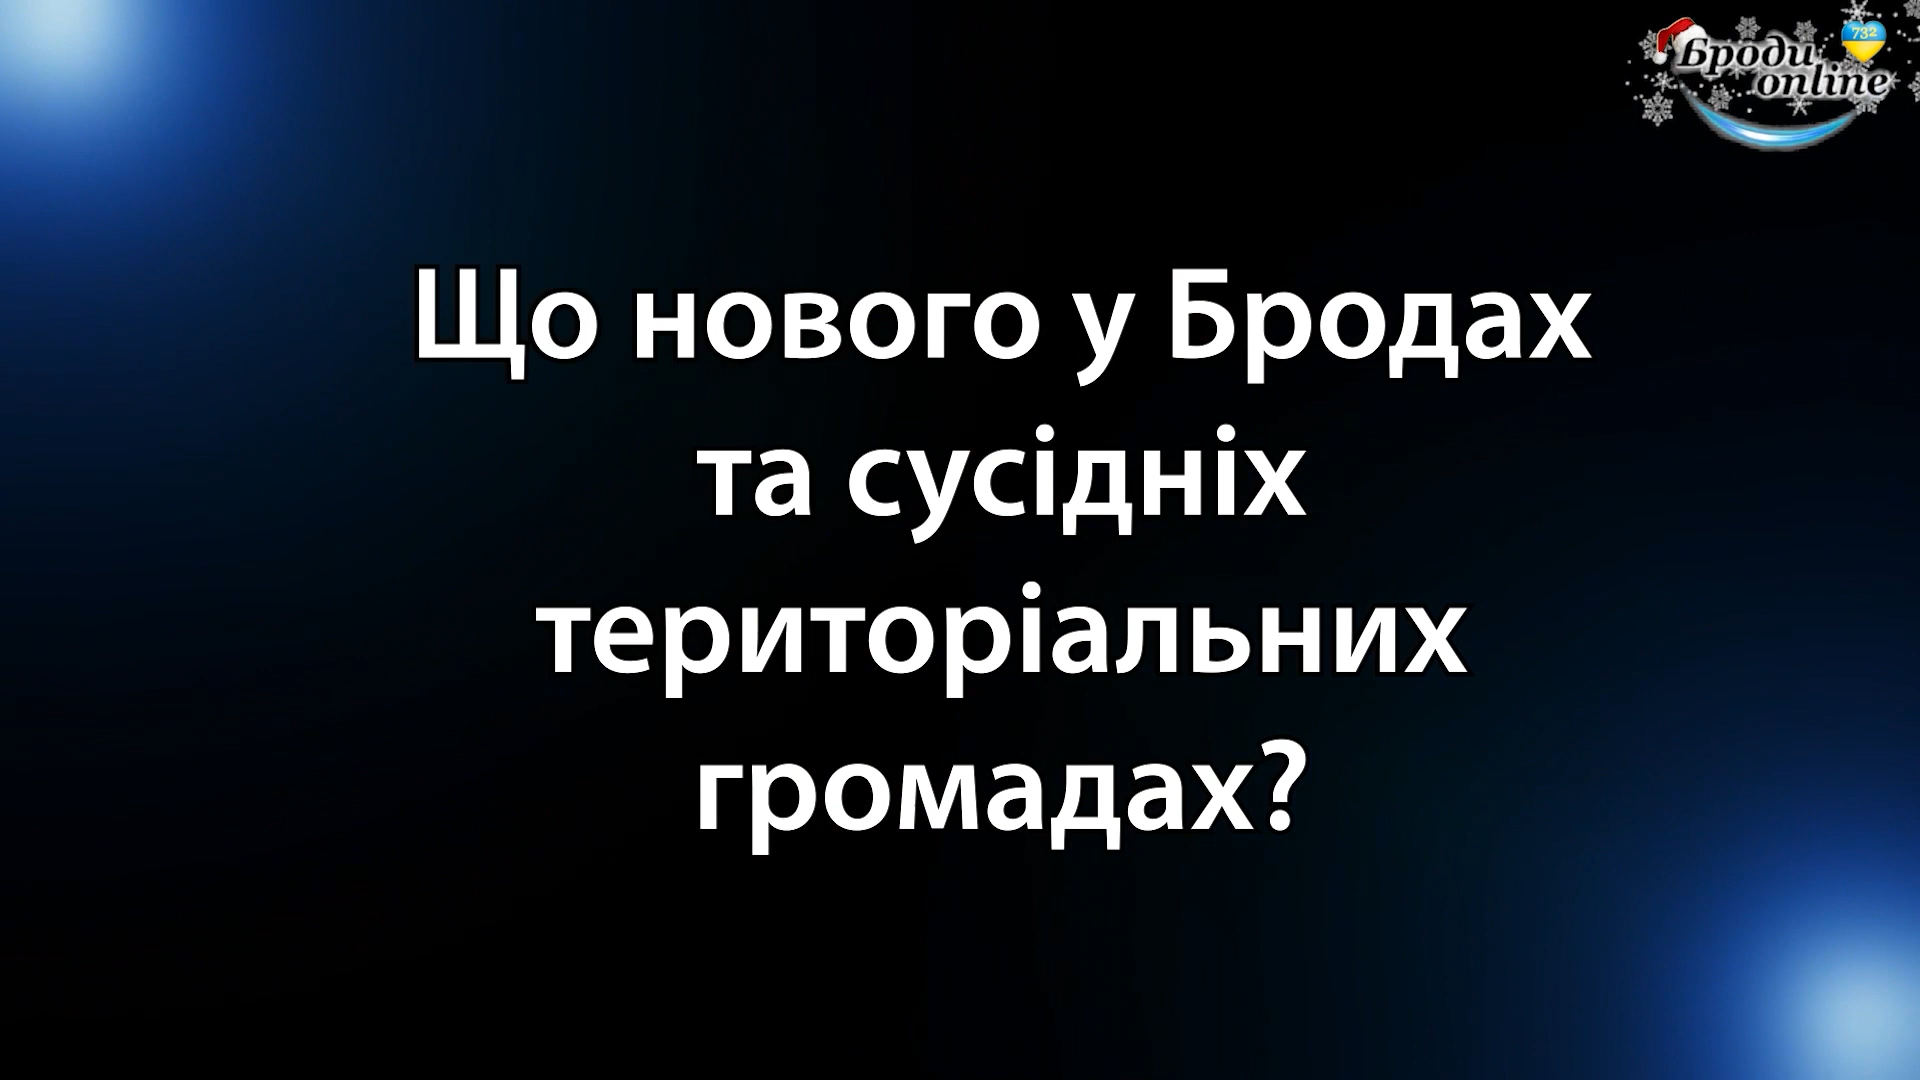 732
Броди
online
Що нового у Бродах
та сусідніх
територіальних
громадах?